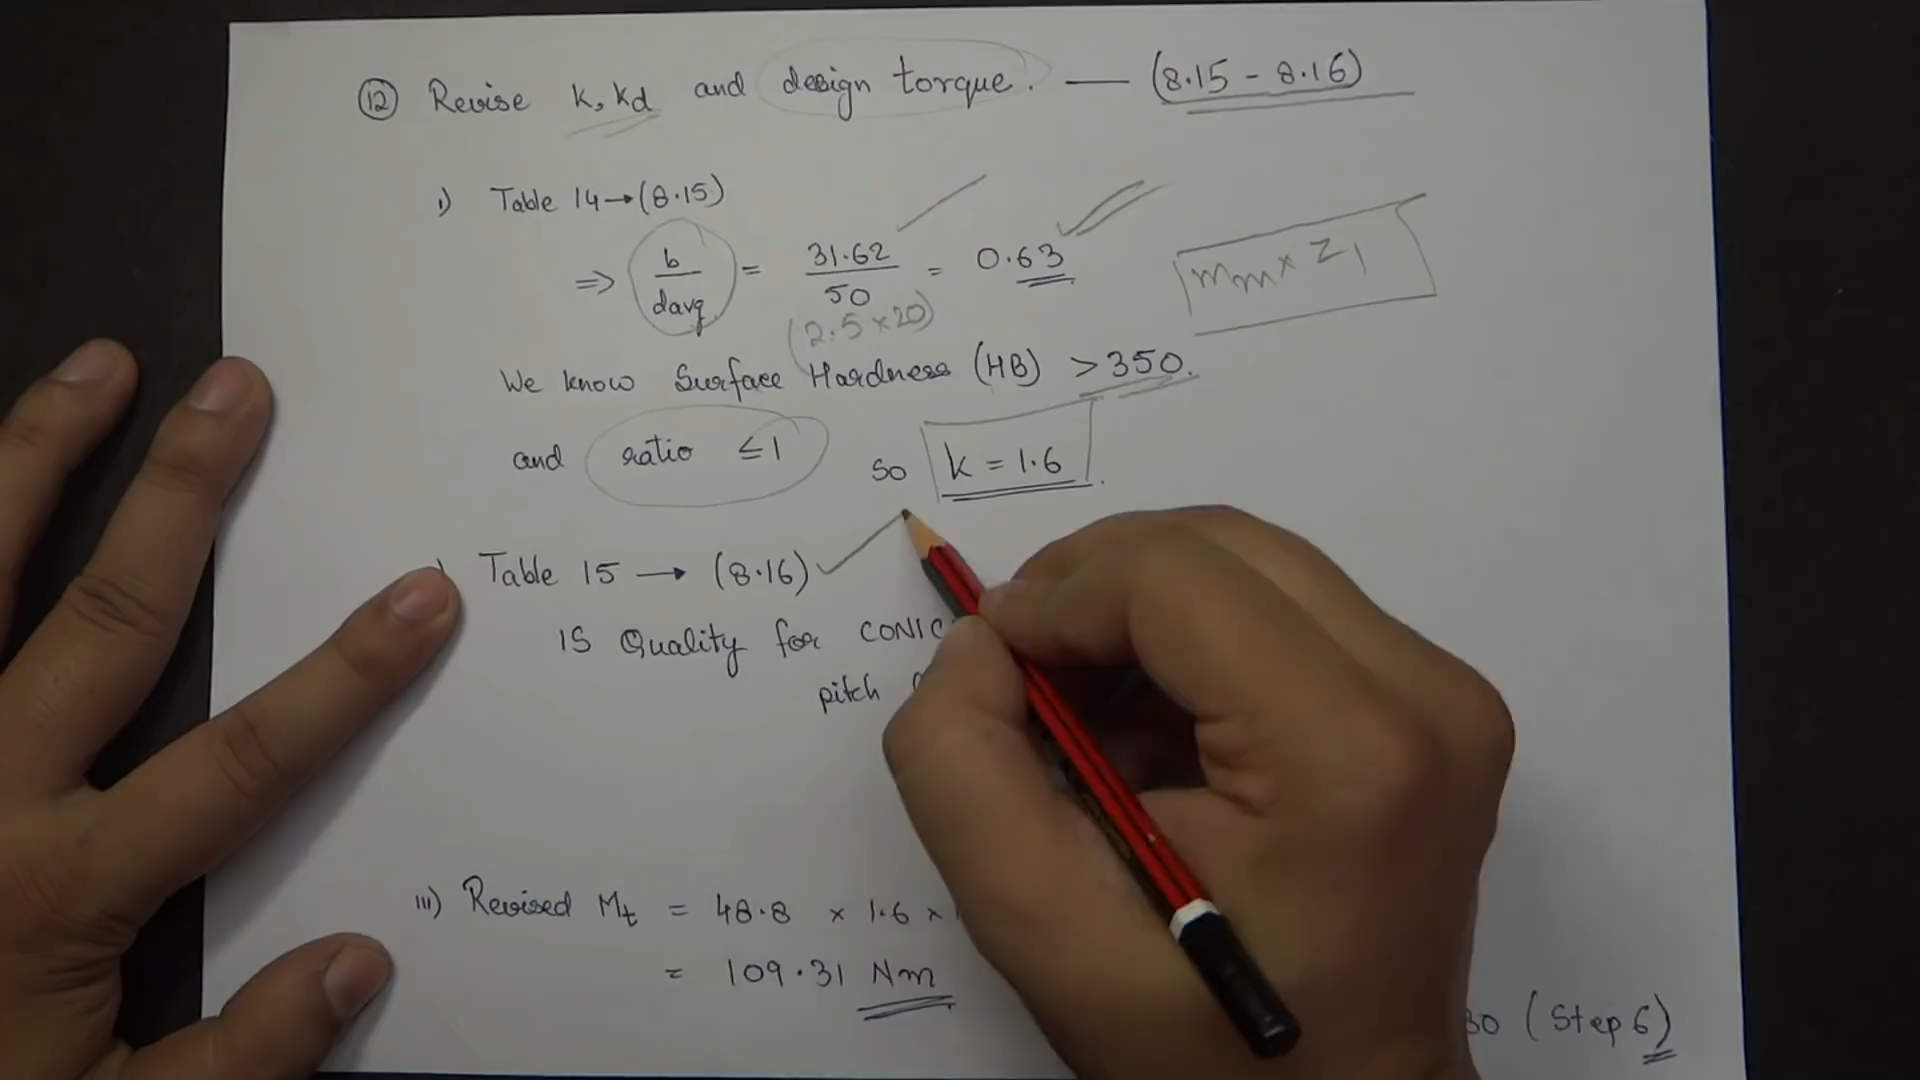 12 Revise k, kd and design torque. — (8.15 - 8.16)
i) Table 14 → (8.15)
⇒ b/davg = 31.62/50 = 0.63
mm × Z1
(2.5 × 20)
We know Surface Hardness (HB) > 350.
and ratio ≤ 1 so k = 1.6
Table 15 → (8.16)
IS Quality for CONIC
pitch
iii) Revised Mt = 48.8 × 1.6 × 1
= 109.31 Nm
30 (Step 6)